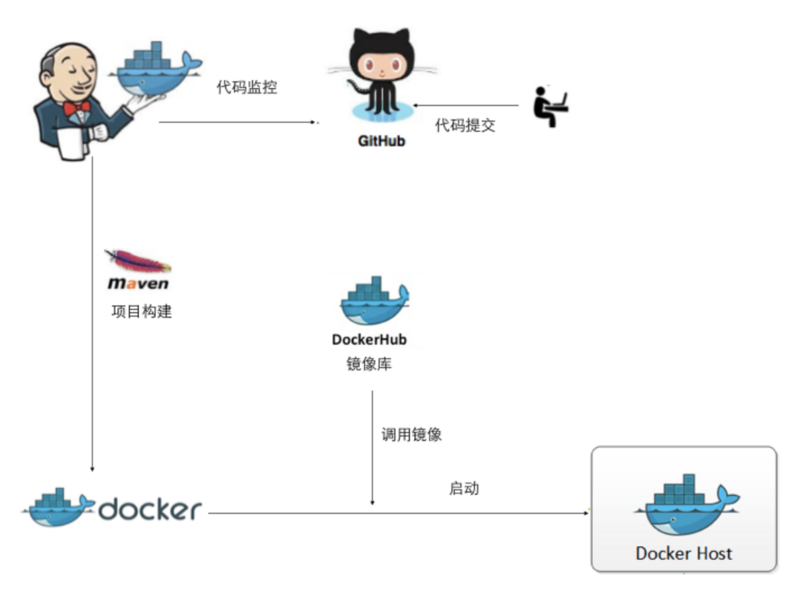 代码监控
代码提交
GitHub
maven
项目构建
DockerHub
镜像库
调用镜像
启动
docker
Docker Host